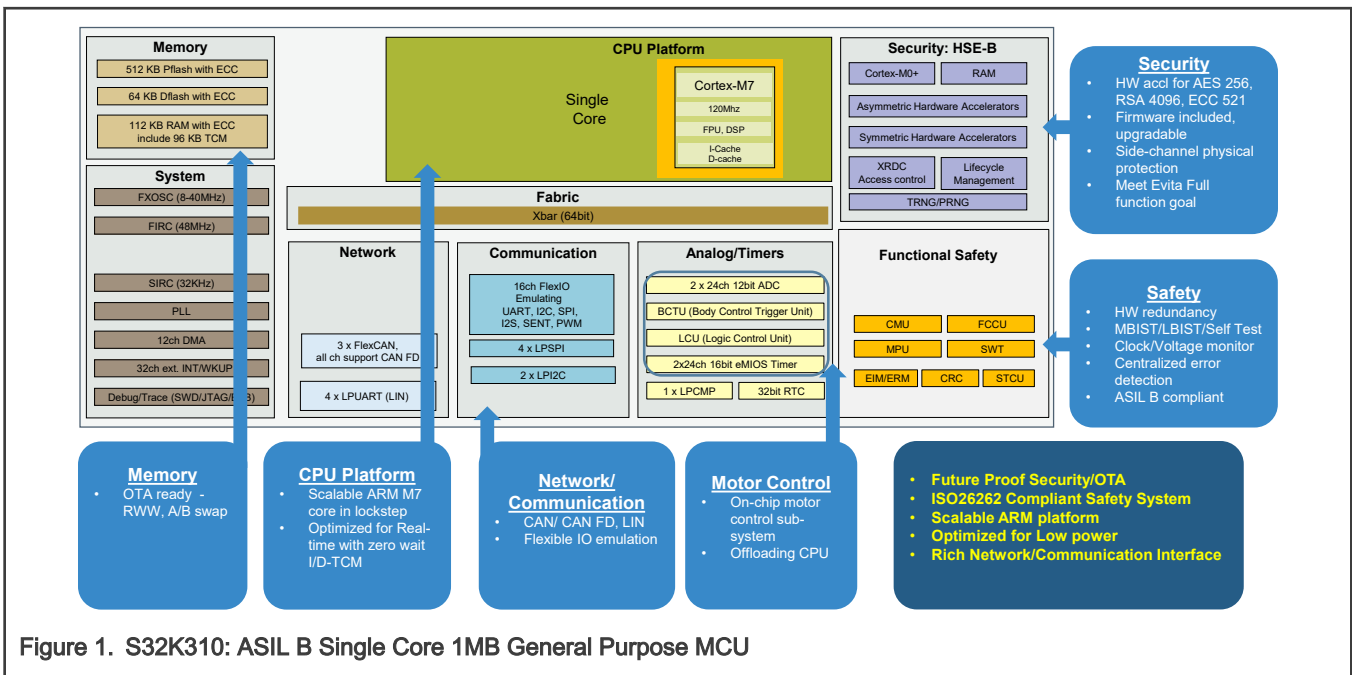 Memory
512 KB Pflash with ECC
64 KB Dflash with ECC
112 KB RAM with ECC
include 96 KB TCM
System
FXOSC (8-40MHz)
FIRC (48MHz)
SIRC (32KHz)
PLL
12ch DMA
32ch ext. INT/WKUP
Debug/Trace (SWD/JTAG/ B)
CPU Platform
Single
Core
Cortex-M7
120Mhz
FPU, DSP
I-Cache
D-cache
Fabric
Xbar (64bit)
Network
3 x FlexCAN,
all ch support CAN FD
4 x LPUART (LIN)
Communication
16ch FlexIO
Emulating
UART, I2C, SPI,
I2S, SENT, PWM
4 x LPSPI
2 x LPI2C
Analog/Timers
2 x 24ch 12bit ADC
BCTU (Body Control Trigger Unit)
LCU (Logic Control Unit)
2x24ch 16bit eMIOS Timer
1 x LPCMP
32bit RTC
Security: HSE-B
Cortex-M0+
RAM
Asymmetric Hardware Accelerators
Symmetric Hardware Accelerators
XRDC
Access control
Lifecycle
Management
TRNG/PRNG
Functional Safety
CMU
FCCU
MPU
SWT
EIM/ERM
CRC
STCU
Security
• HW accl for AES 256,
RSA 4096, ECC 521
• Firmware included,
upgradable
• Side-channel physical
protection
• Meet Evita Full
function goal
Safety
• HW redundancy
• MBIST/LBIST/Self Test
• Clock/Voltage monitor
• Centralized error
detection
• ASIL B compliant
Memory
• OTA ready -
RWW, A/B swap
CPU Platform
• Scalable ARM M7
core in lockstep
• Optimized for Real-
time with zero wait
I/D-TCM
Network/
Communication
• CAN/ CAN FD, LIN
• Flexible IO emulation
Motor Control
• On-chip motor
control sub-
system
• Offloading CPU
• Future Proof Security/OTA
• ISO26262 Compliant Safety System
• Scalable ARM platform
• Optimized for Low power
• Rich Network/Communication Interface
Figure 1. S32K310: ASIL B Single Core 1MB General Purpose MCU